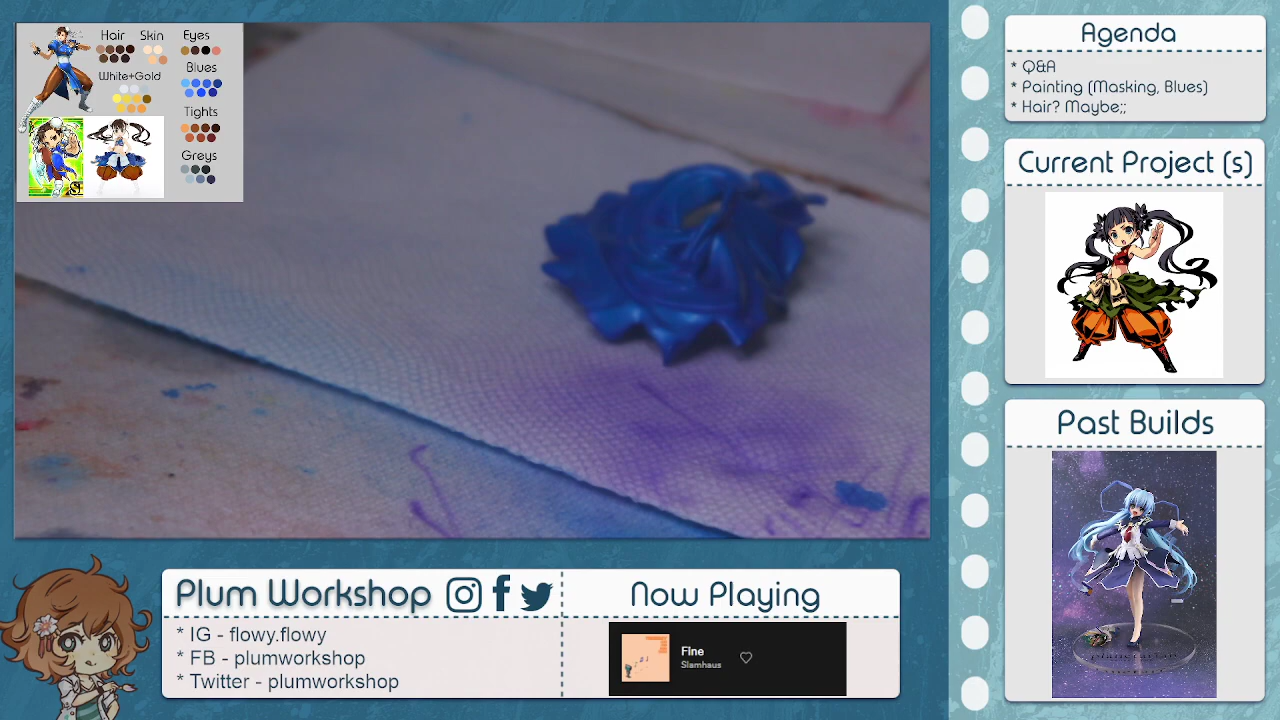 Hair Skin Eyes
White+Gold
Blues
Tights
Greys
Agenda
* Q&A
* Painting (Masking, Blues)
* Hair? Maybe;;
Current Project (s)
Past Builds
Plum Workshop
* IG - flowy.flowy
* FB - plumworkshop
* Twitter - plumworkshop
Now Playing
FIne
Slamhaus